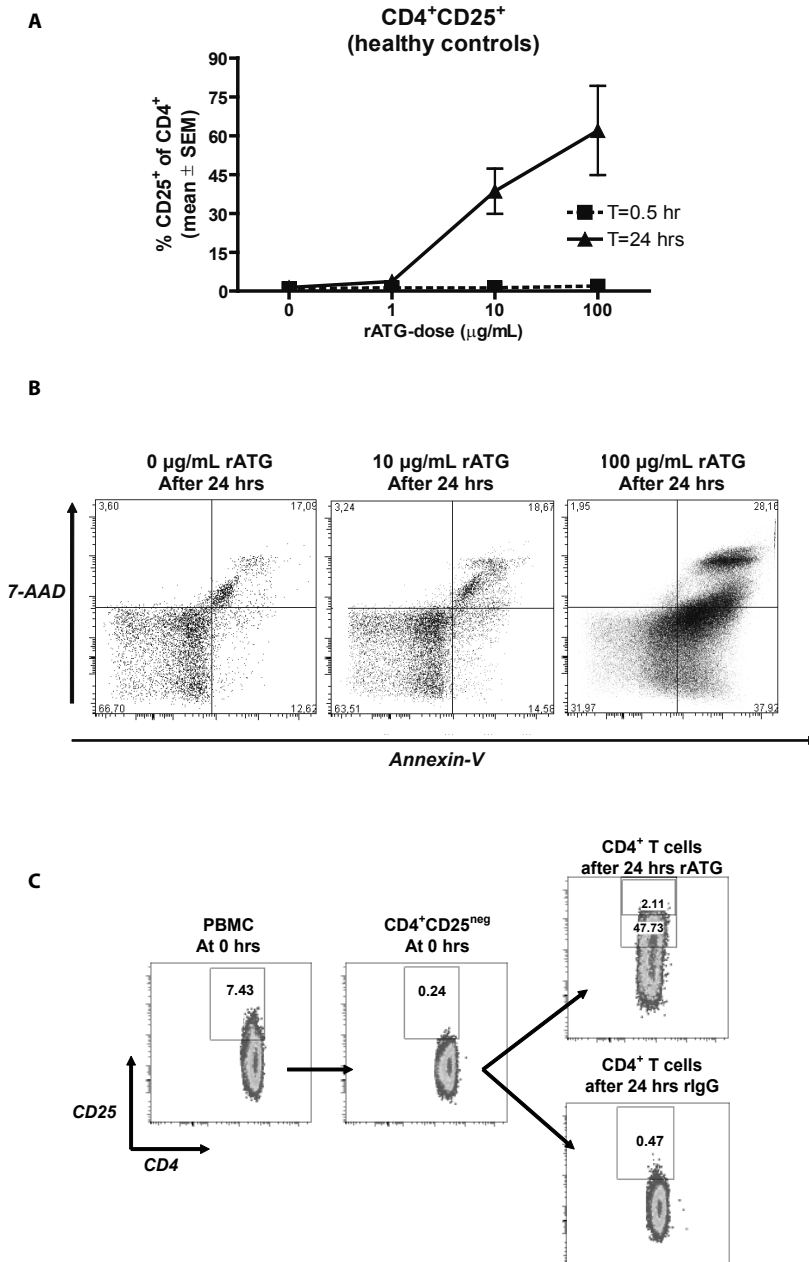 A
CD4⁺CD25⁺
(healthy controls)
90
75
60
45
30
15
0
% CD25⁺ of CD4⁺
(mean ± SEM)
T=0.5 hr
T=24 hrs
0 1 10 100
rATG-dose (μg/mL)
B
0 μg/mL rATG
After 24 hrs
10 μg/mL rATG
After 24 hrs
100 μg/mL rATG
After 24 hrs
3,60 17,09
3,24 18,67
1,95 28,16
7-AAD
66,70 12,62
63,51 14,58
31,97 37,92
Annexin-V
C
PBMC
At 0 hrs
7.43
CD4⁺CD25ⁿᵉᵍ
At 0 hrs
0.24
CD4⁺ T cells
after 24 hrs rATG
2.11
47.73
CD4⁺ T cells
after 24 hrs rIgG
0.47
CD25
CD4